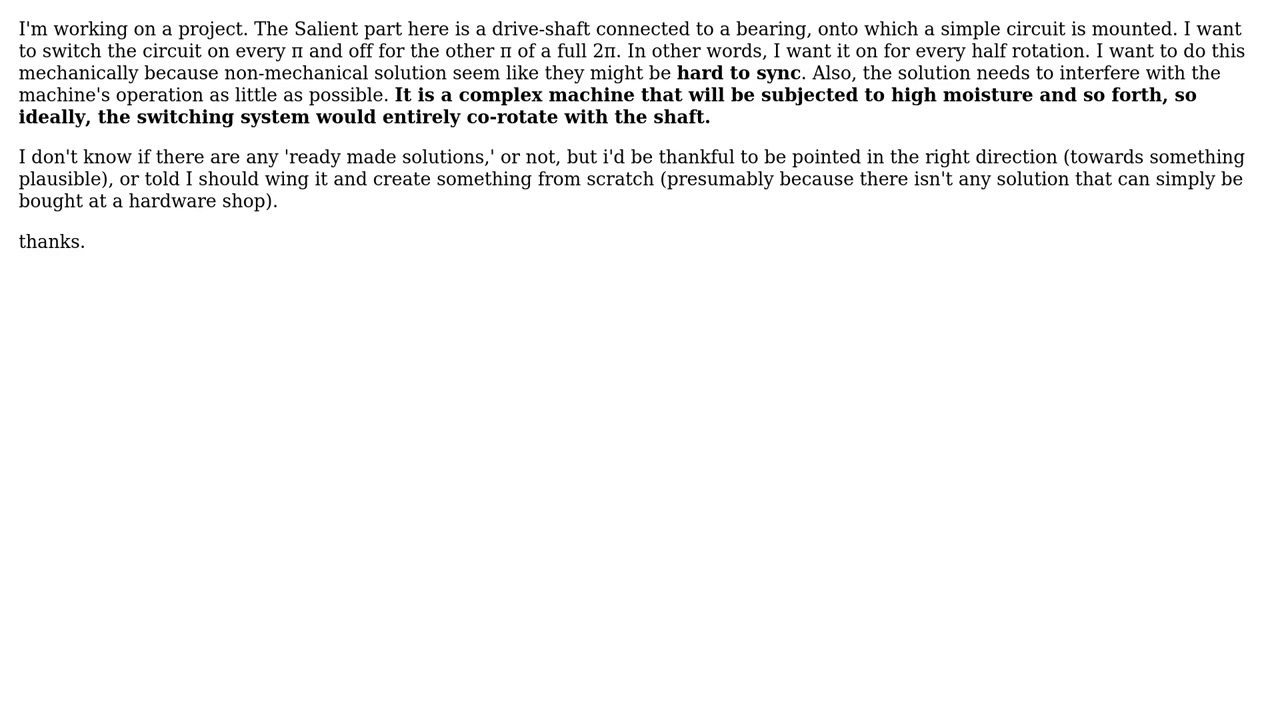 I'm working on a project. The Salient part here is a drive-shaft connected to a bearing, onto which a simple circuit is mounted. I want
to switch the circuit on every π and off for the other π of a full 2π. In other words, I want it on for every half rotation. I want to do this
mechanically because non-mechanical solution seem like they might be hard to sync. Also, the solution needs to interfere with the
machine's operation as little as possible. It is a complex machine that will be subjected to high moisture and so forth, so
ideally, the switching system would entirely co-rotate with the shaft.
I don't know if there are any 'ready made solutions,' or not, but i'd be thankful to be pointed in the right direction (towards something
plausible), or told I should wing it and create something from scratch (presumably because there isn't any solution that can simply be
bought at a hardware shop).
thanks.